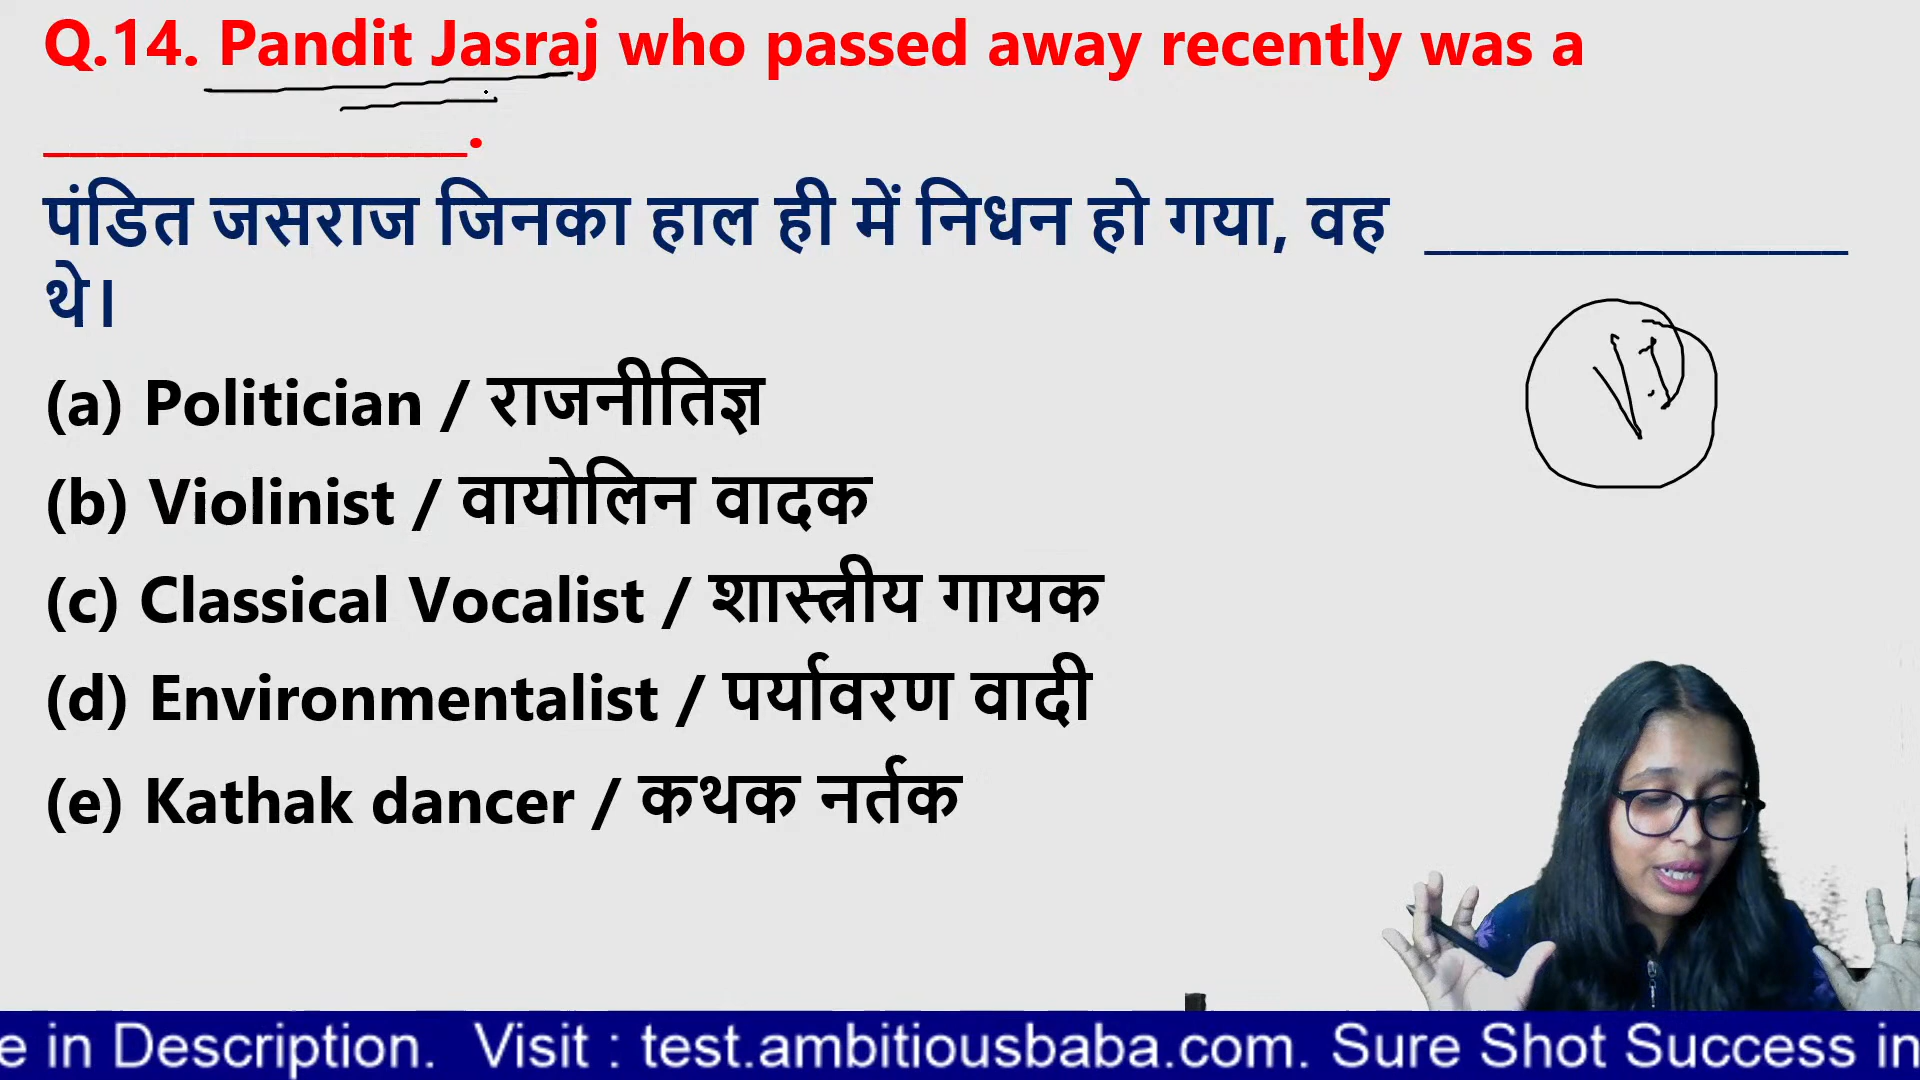 Q.14. Pandit Jasraj who passed away recently was a
________________.
पंडित जसराज जिनका हाल ही में निधन हो गया, वह ________________
थे।
(a) Politician / राजनीतिज्ञ
(b) Violinist / वायोलिन वादक
(c) Classical Vocalist / शास्त्रीय गायक
(d) Environmentalist / पर्यावरण वादी
(e) Kathak dancer / कथक नर्तक
e in Description. Visit : test.ambitiousbaba.com. Sure Shot Success in